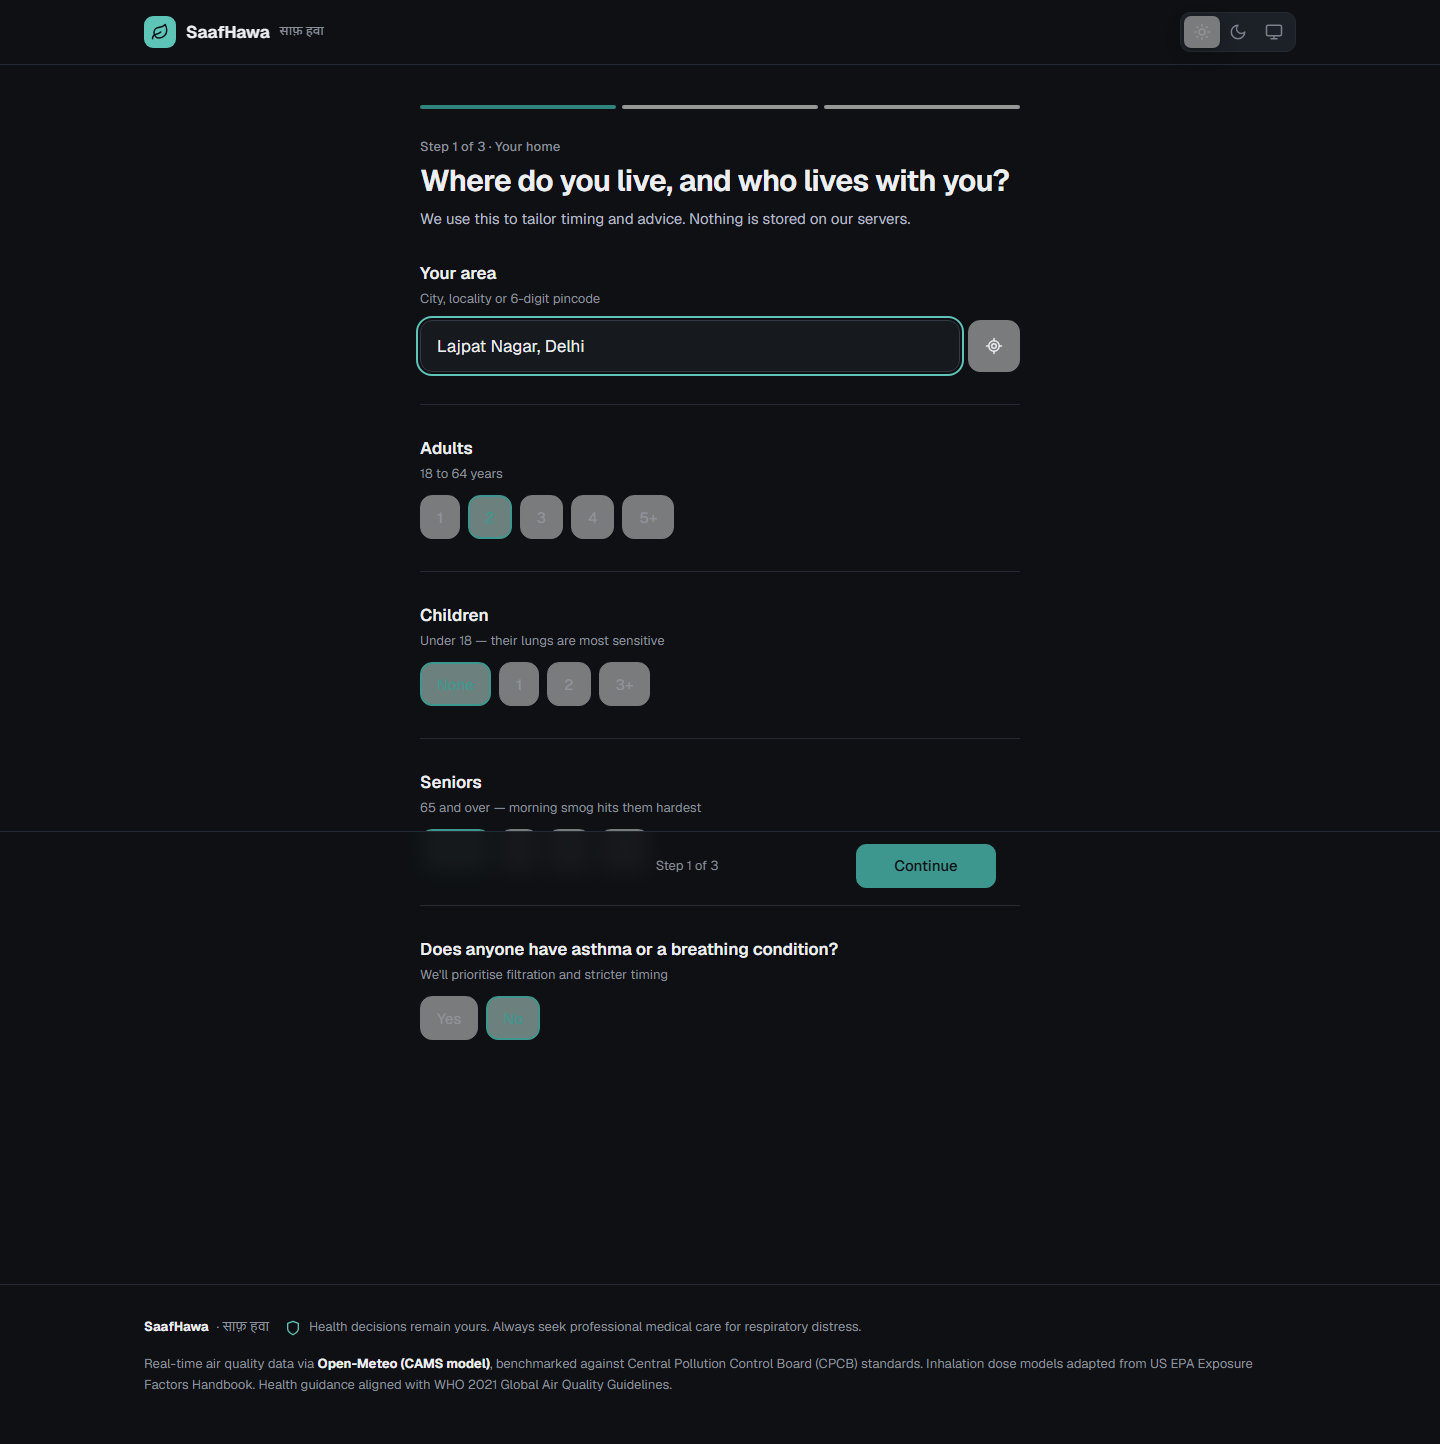 SaafHawa साफ़ हवा
Step 1 of 3 · Your home
Where do you live, and who lives with you?
We use this to tailor timing and advice. Nothing is stored on our servers.
Your area
City, locality or 6-digit pincode
Lajpat Nagar, Delhi
Adults
18 to 64 years
1 2 3 4 5+
Children
Under 18 — their lungs are most sensitive
None 1 2 3+
Seniors
65 and over — morning smog hits them hardest
Step 1 of 3 Continue
Does anyone have asthma or a breathing condition?
We'll prioritise filtration and stricter timing
Yes No
SaafHawa · साफ़ हवा Health decisions remain yours. Always seek professional medical care for respiratory distress.
Real-time air quality data via Open-Meteo (CAMS model), benchmarked against Central Pollution Control Board (CPCB) standards. Inhalation dose models adapted from US EPA Exposure
Factors Handbook. Health guidance aligned with WHO 2021 Global Air Quality Guidelines.